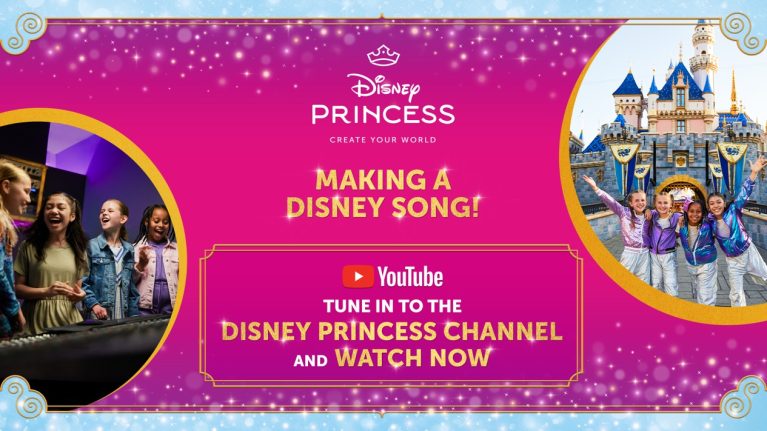 Disney
PRINCESS
CREATE YOUR WORLD
MAKING A
DISNEY SONG!
YouTube
TUNE IN TO THE
DISNEY PRINCESS CHANNEL
AND WATCH NOW